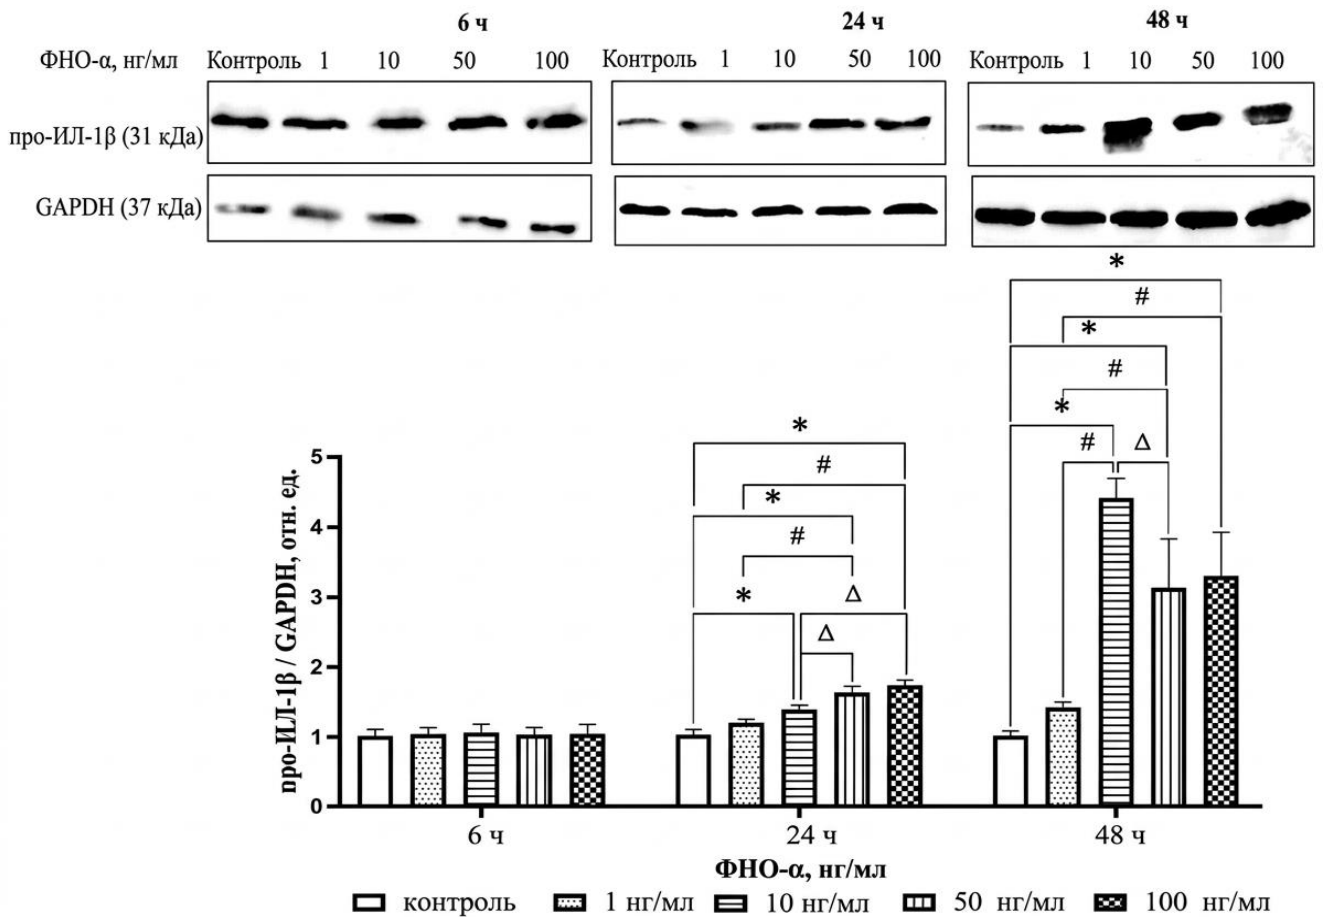 6 ч 24 ч 48 ч
ФНО-α, нг/мл Контроль 1 10 50 100 Контроль 1 10 50 100 Контроль 1 10 50 100
про-ИЛ-1β (31 кДа)
GAPDH (37 кДа)
*
#
*
#
*
# Δ
*
#
*
#
* Δ
Δ
про-ИЛ-1β / GAPDH, отн. ед.
5
4
3
2
1
0
6 ч 24 ч 48 ч
ФНО-α, нг/мл
контроль 1 нг/мл 10 нг/мл 50 нг/мл 100 нг/мл